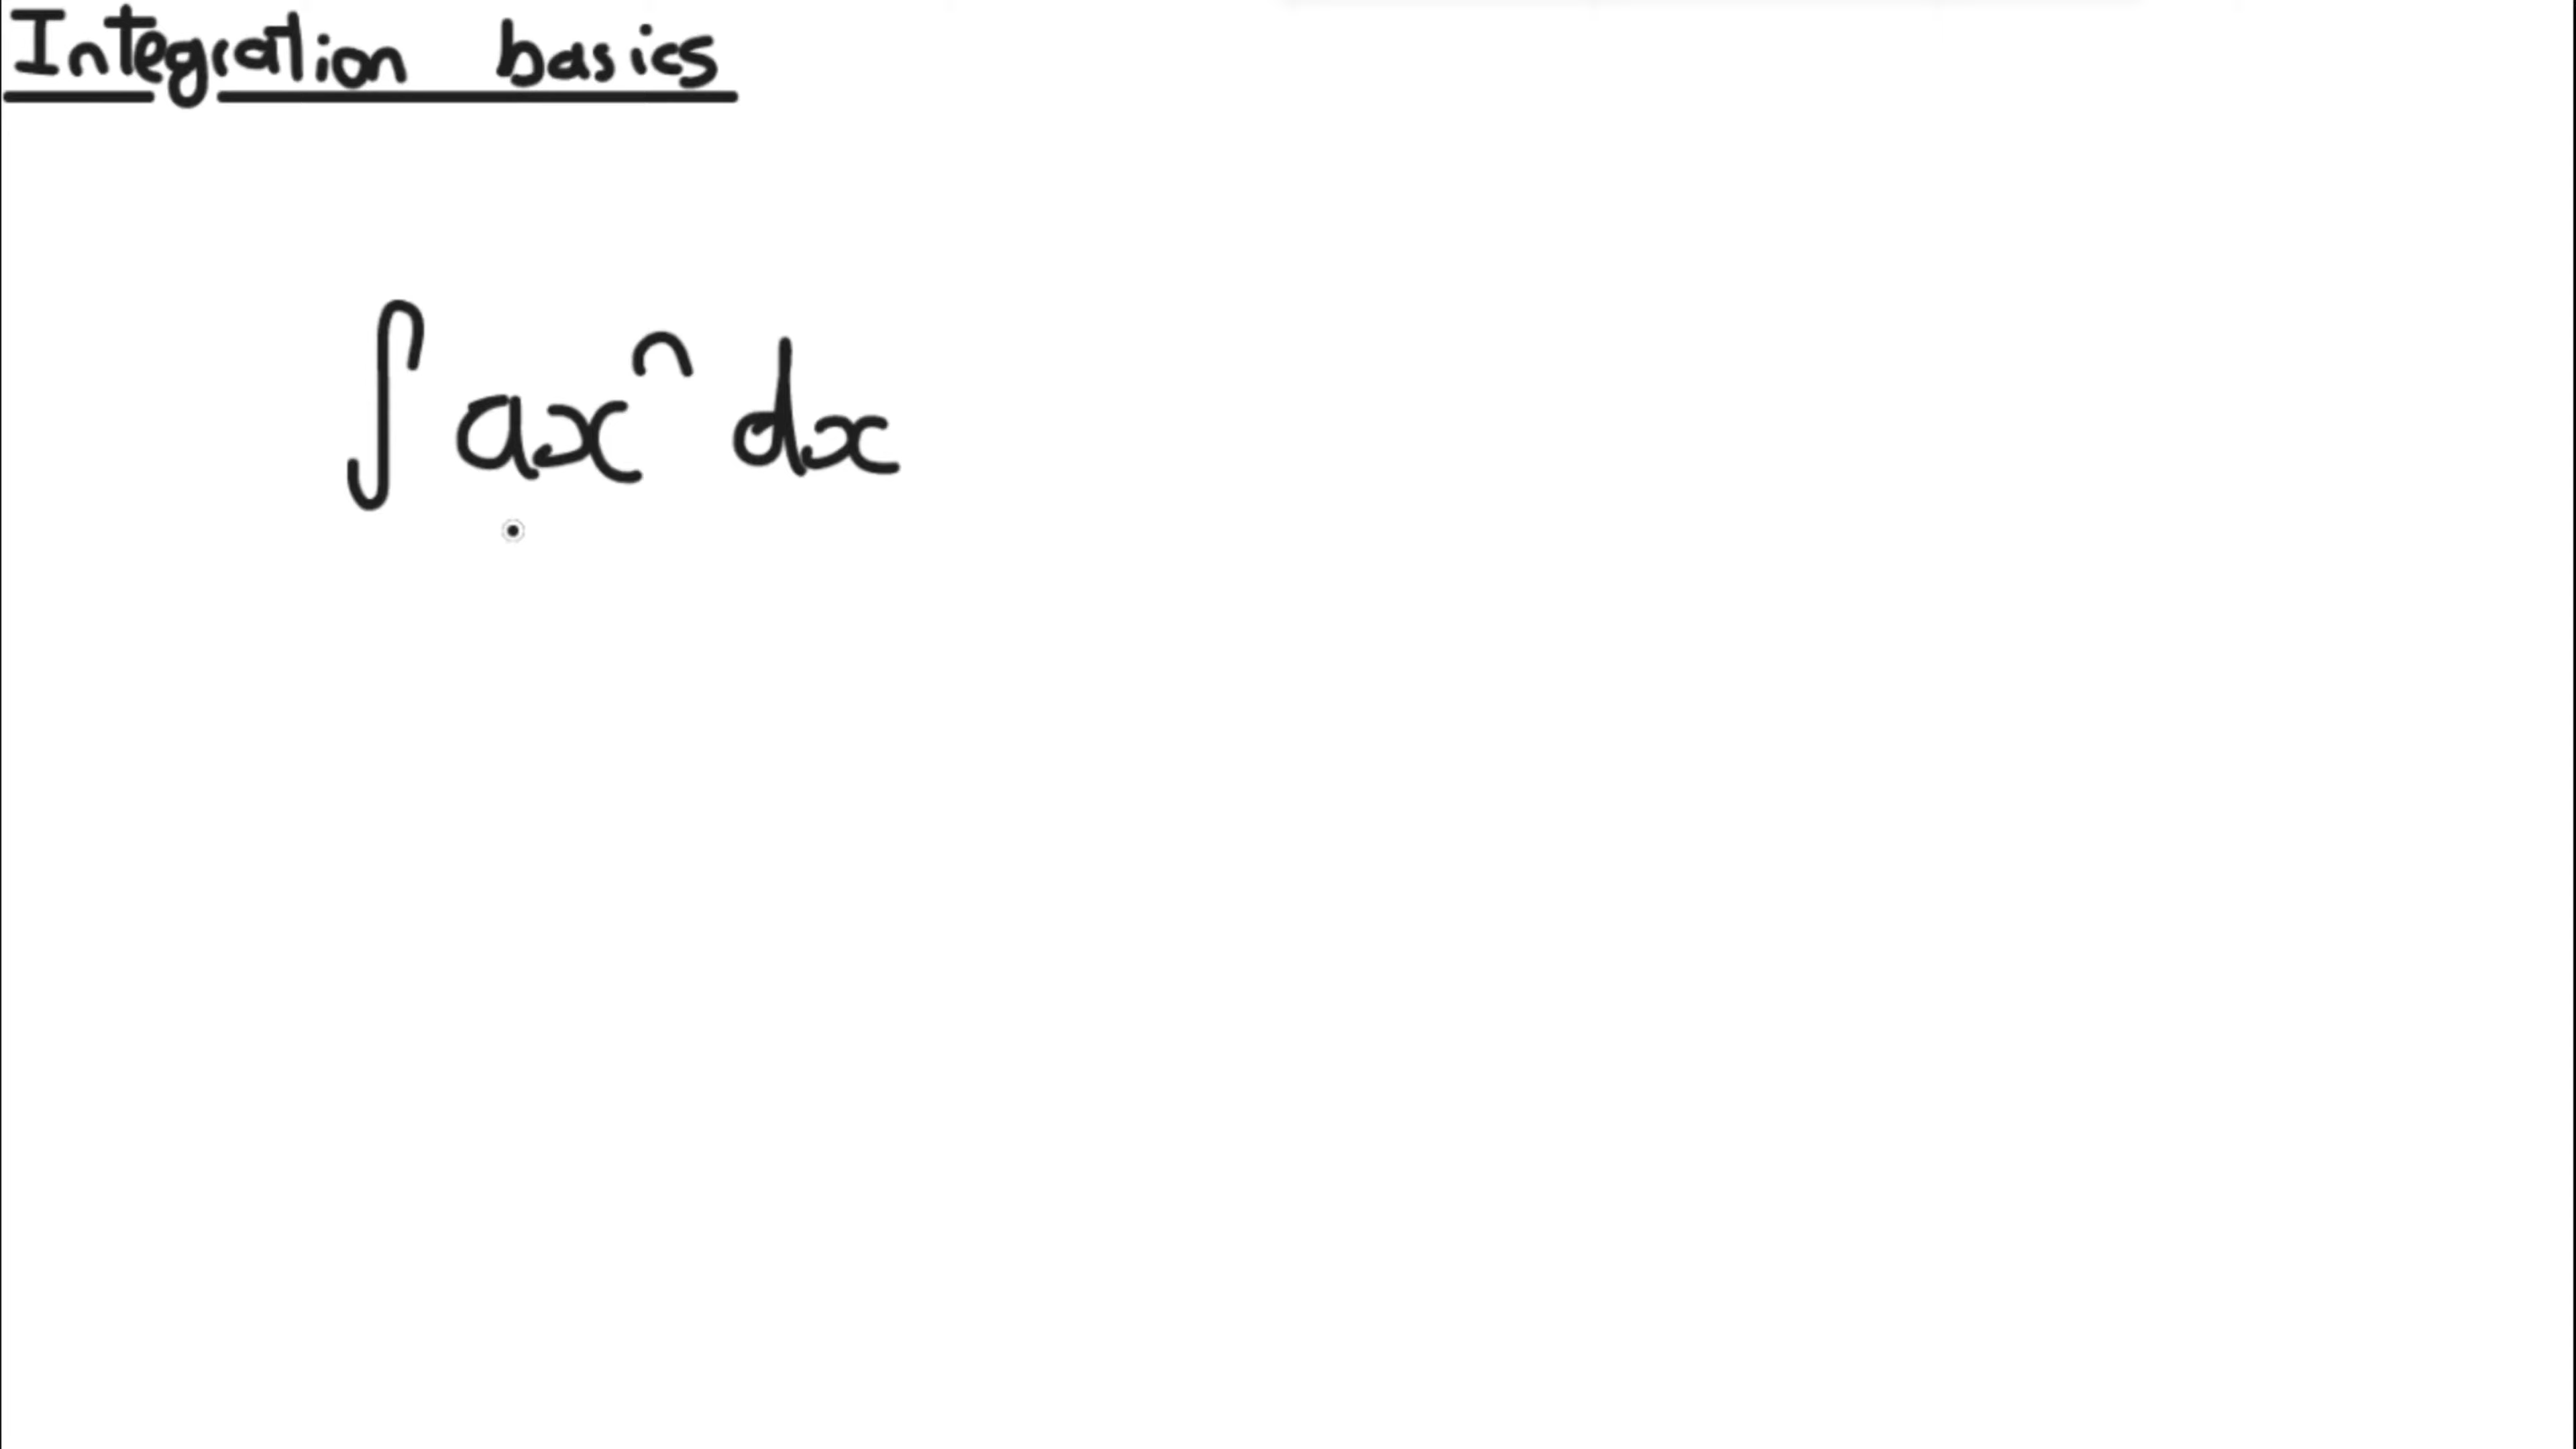 Integration basics
∫ axⁿ dx